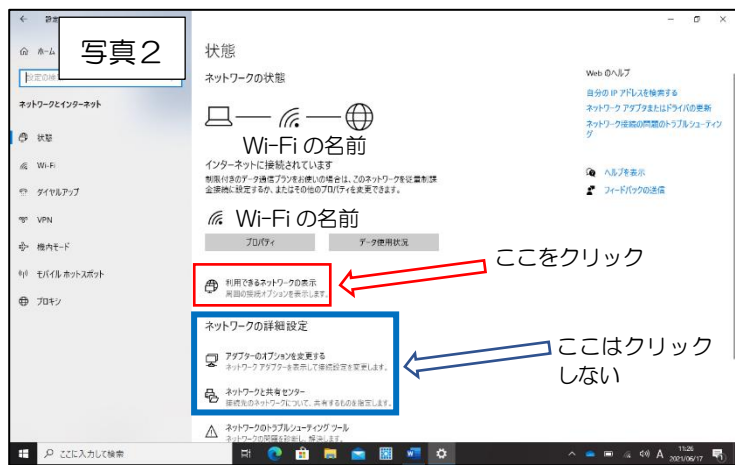 写真２
ホーム
ネットワークとインターネット
状態
Wi-Fi
ダイヤルアップ
VPN
機内モード
モバイル ホットスポット
プロキシ
状態
ネットワークの状態
Wi-Fi の名前
インターネットに接続されています
制限付きのデータ通信プランをお使いの場合は、このネットワークを従量制課
金接続に設定するか、またはその他のプロパティを変更できます。
Wi-Fi の名前
プロパティ
データ使用状況
ここをクリック
利用できるネットワークの表示
周囲の接続オプションを表示します。
ネットワークの詳細設定
アダプターのオプションを変更する
ネットワーク アダプターを表示して接続設定を変更します。
ネットワークと共有センター
接続先のネットワークについて、共有するものを指定します。
ここはクリック
しない
ネットワークのトラブルシューティング ツール
ネットワークの問題を診断し、解決します。
Web のヘルプ
自分の IP アドレスを検索する
ネットワーク アダプタまたはドライバの更新
ネットワーク接続の問題のトラブルシューティン
グ
ヘルプを表示
フィードバックの送信
ここに入力して検索
A
11:26
2021/06/17